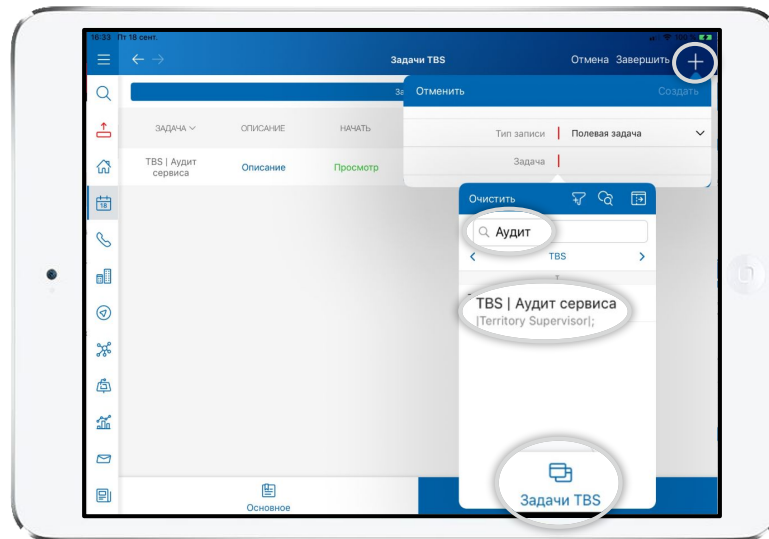 16:33 Пт 18 сент.
100 %
Задачи TBS
Отмена Завершить
Отменить
Создать
ЗАДАЧА ОПИСАНИЕ НАЧАТЬ
Тип записи Полевая задача
Задача
TBS | Аудит сервиса
Описание
Просмотр
18
Очистить
Аудит
TBS
T
TBS | Аудит сервиса
|Territory Supervisor|;
Основное
Задачи TBS